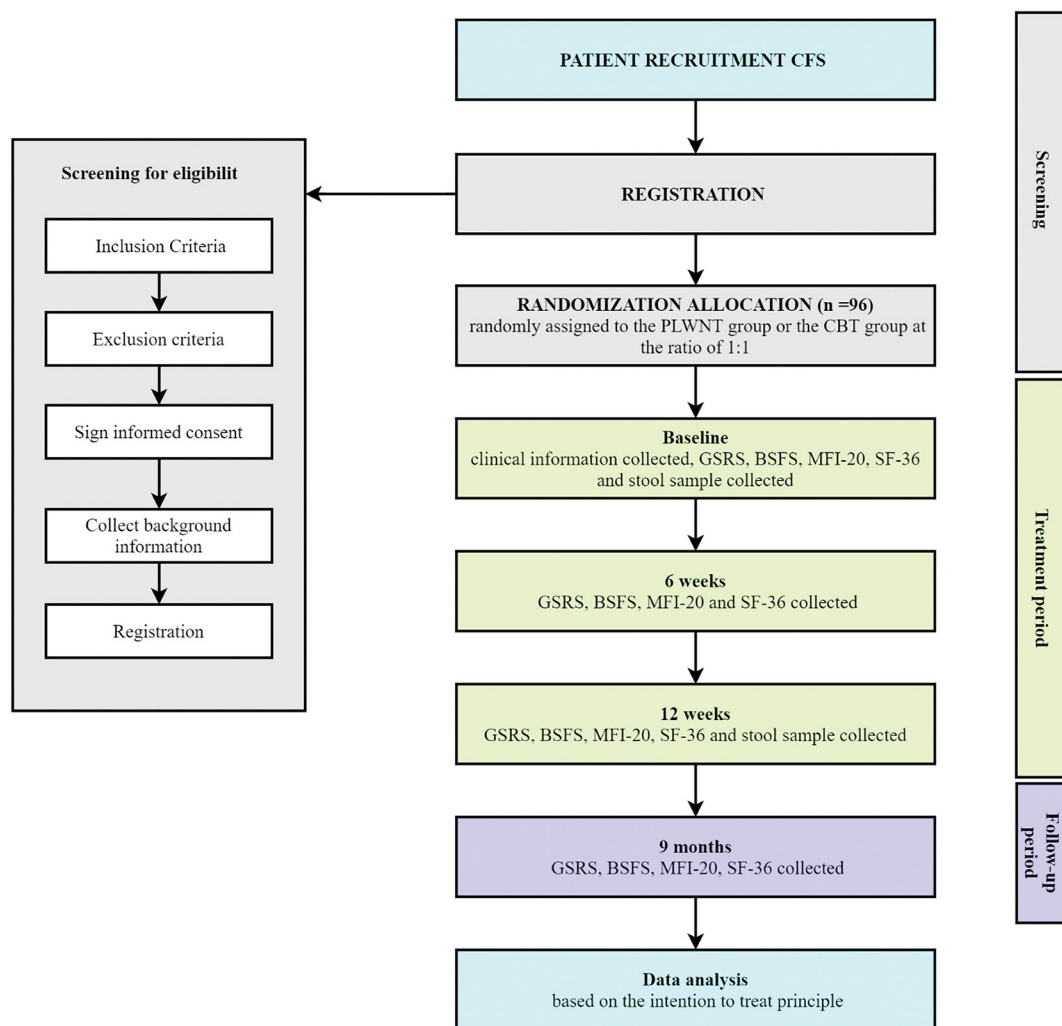 PATIENT RECRUITMENT CFS
REGISTRATION
Screening for eligibilit
Inclusion Criteria
Exclusion criteria
Sign informed consent
Collect background
information
Registration
RANDOMIZATION ALLOCATION (n =96)
randomly assigned to the PLWNT group or the CBT group at
the ratio of 1:1
Baseline
clinical information collected, GSRS, BSFS, MFI-20, SF-36
and stool sample collected
6 weeks
GSRS, BSFS, MFI-20 and SF-36 collected
12 weeks
GSRS, BSFS, MFI-20, SF-36 and stool sample collected
9 months
GSRS, BSFS, MFI-20, SF-36 collected
Data analysis
based on the intention to treat principle
Screening
Treatment period
Follow-up
period